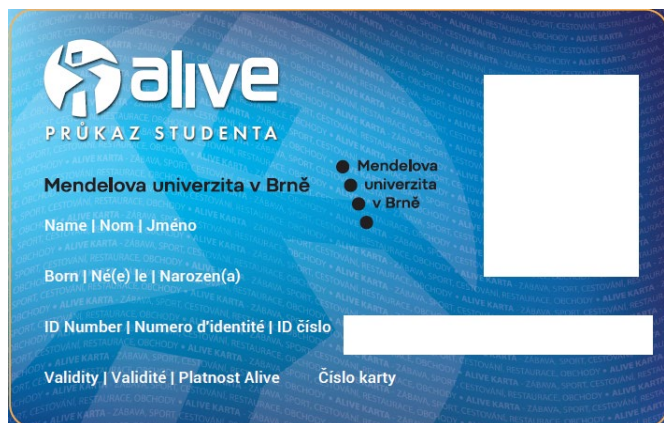 alive
PRŮKAZ STUDENTA
Mendelova univerzita v Brně
Mendelova
univerzita
v Brně
Name | Nom | Jméno
Born | Né(e) le | Narozen(a)
ID Number | Numero d'identité | ID číslo
Validity | Validité | Platnost Alive Číslo karty